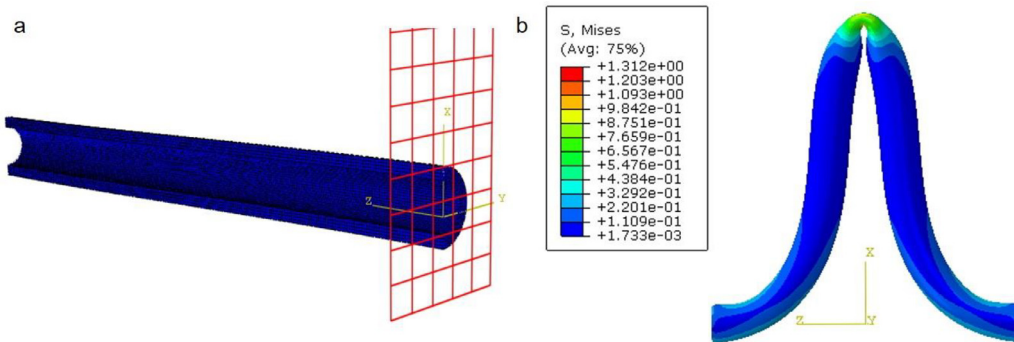 a
b
S, Mises
(Avg: 75%)
+1.312e+00
+1.203e+00
+1.093e+00
+9.842e-01
+8.751e-01
+7.659e-01
+6.567e-01
+5.476e-01
+4.384e-01
+3.292e-01
+2.201e-01
+1.109e-01
+1.733e-03
X
Y
Z
X
Z
Y